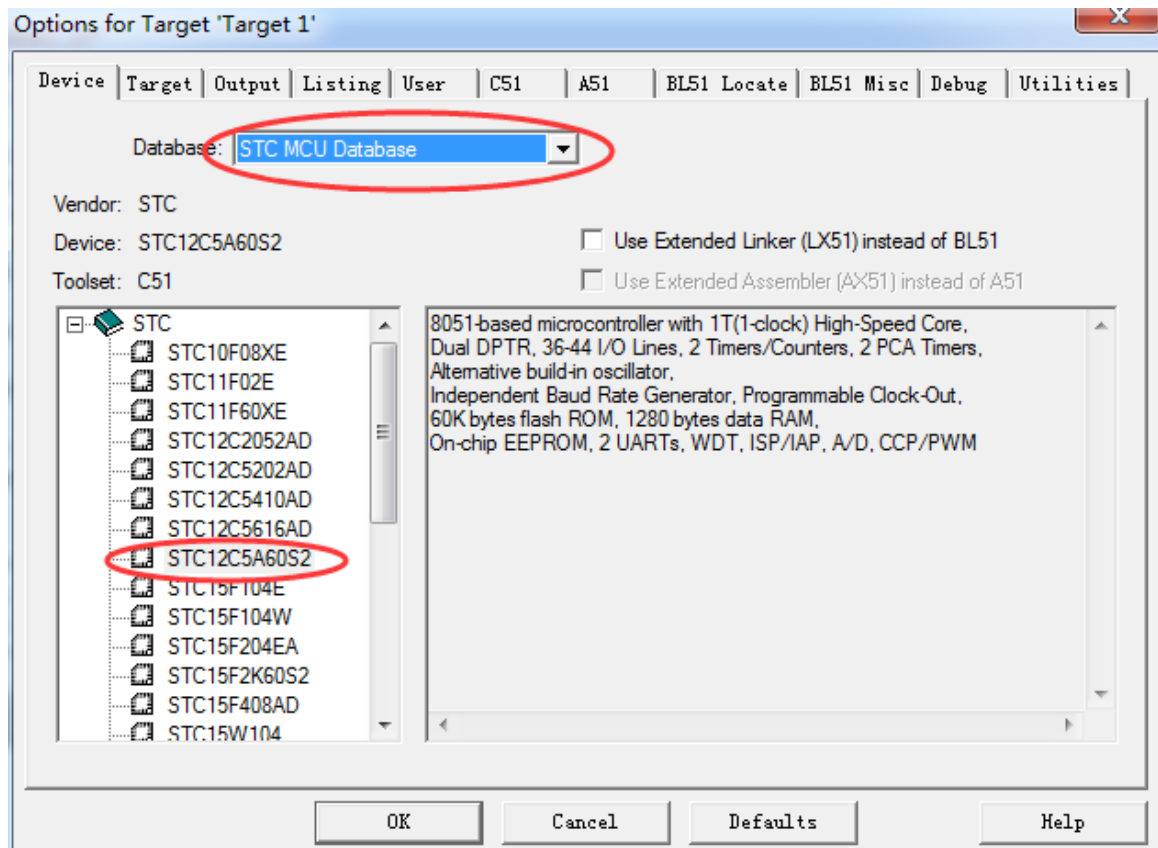 Options for Target 'Target 1'
Device Target Output Listing User C51 A51 BL51 Locate BL51 Misc Debug Utilities
Database: STC MCU Database
Vendor: STC
Device: STC12C5A60S2
Use Extended Linker (LX51) instead of BL51
Toolset: C51
Use Extended Assembler (AX51) instead of A51
STC
STC10F08XE
STC11F02E
STC11F60XE
STC12C2052AD
STC12C5202AD
STC12C5410AD
STC12C5616AD
STC12C5A60S2
STC15F104E
STC15F104W
STC15F204EA
STC15F2K60S2
STC15F408AD
STC15W104
8051-based microcontroller with 1T(1-clock) High-Speed Core,
Dual DPTR, 36-44 I/O Lines, 2 Timers/Counters, 2 PCA Timers,
Alternative build-in oscillator,
Independent Baud Rate Generator, Programmable Clock-Out,
60K bytes flash ROM, 1280 bytes data RAM,
On-chip EEPROM, 2 UARTs, WDT, ISP/IAP, A/D, CCP/PWM
OK Cancel Defaults Help